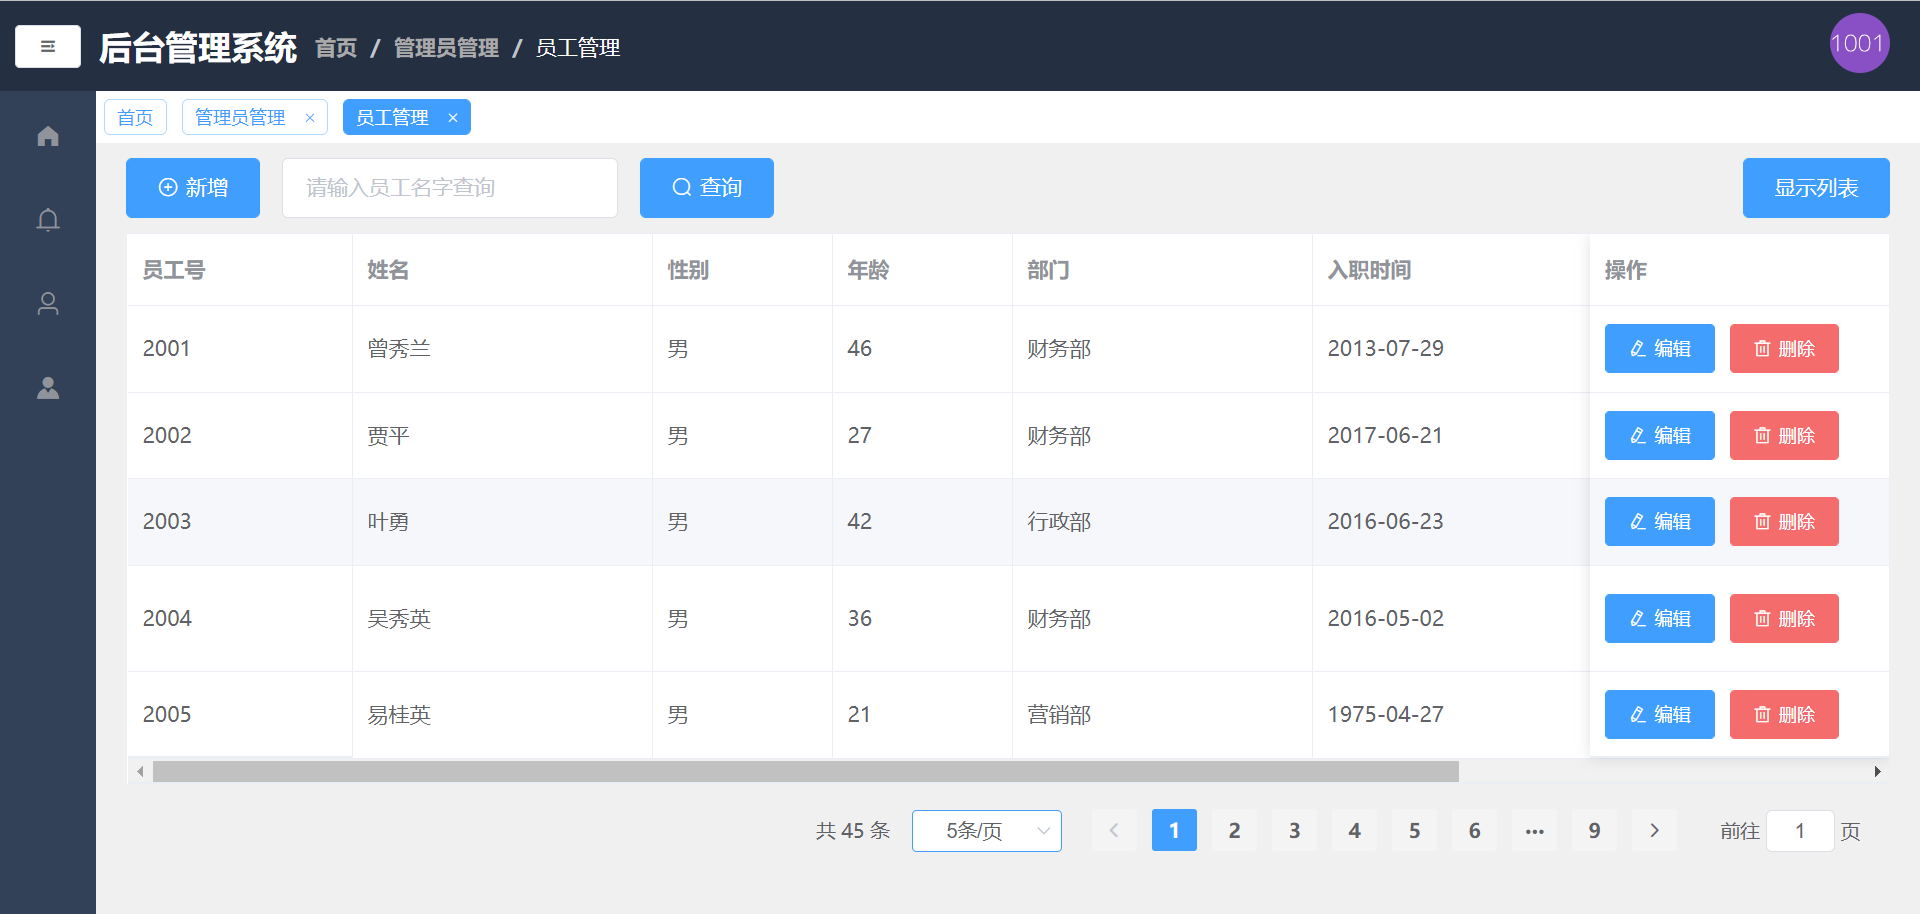 后台管理系统 首页 / 管理员管理 / 员工管理 1001
首页 管理员管理 × 员工管理 ×
新增 请输入员工名字查询 查询 显示列表
员工号 姓名 性别 年龄 部门 入职时间 操作
2001 曾秀兰 男 46 财务部 2013-07-29 编辑 删除
2002 贾平 男 27 财务部 2017-06-21 编辑 删除
2003 叶勇 男 42 行政部 2016-06-23 编辑 删除
2004 吴秀英 男 36 财务部 2016-05-02 编辑 删除
2005 易桂英 男 21 营销部 1975-04-27 编辑 删除
共 45 条 5条/页 1 2 3 4 5 6 ··· 9 前往 1 页